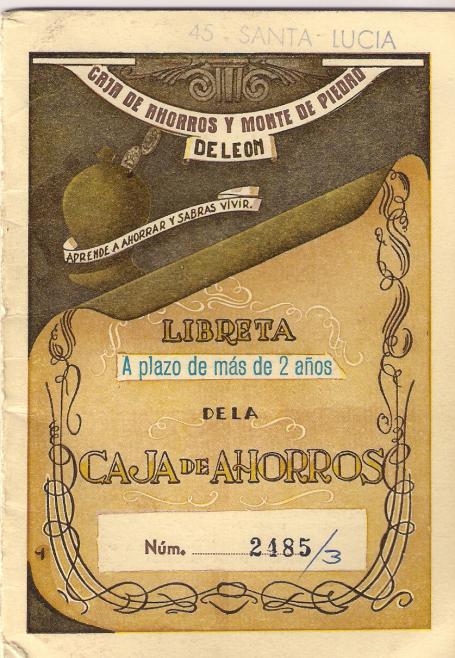 45 - SANTA LUCIA
CAJA DE AHORROS Y MONTE DE PIEDAD
DE LEON
APRENDE A AHORRAR Y SABRAS VIVIR.
LIBRETA
A plazo de más de 2 años
DE LA
CAJA DE AHORROS
Núm. 2485/3